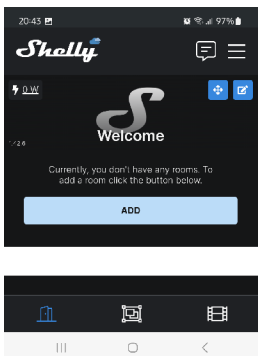 20:43 97%
Shelly
0 W
Welcome
Currently, you don't have any rooms. To
add a room click the button below.
ADD